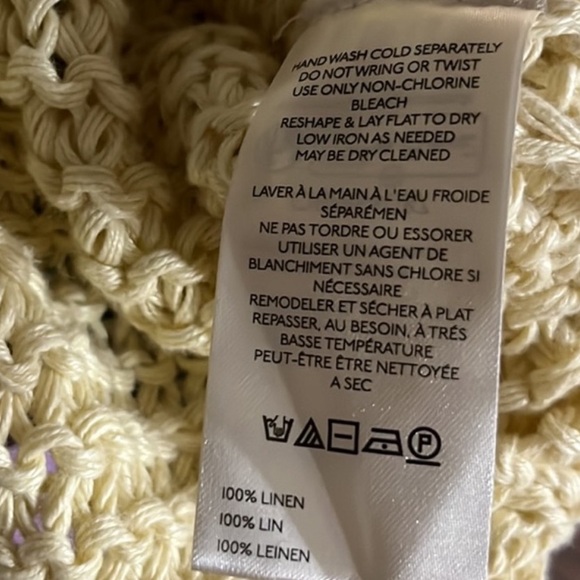 HAND WASH COLD SEPARATELY
DO NOT WRING OR TWIST
USE ONLY NON-CHLORINE
BLEACH
RESHAPE & LAY FLAT TO DRY
LOW IRON AS NEEDED
MAY BE DRY CLEANED
LAVER À LA MAIN À L'EAU FROIDE
SÉPARÉMEN
NE PAS TORDRE OU ESSORER
UTILISER UN AGENT DE
BLANCHIMENT SANS CHLORE SI
NÉCESSAIRE
REMODELER ET SÉCHER À PLAT
REPASSER, AU BESOIN, À TRÉS
BASSE TEMPÉRATURE
PEUT-ÊTRE ÊTRE NETTOYÉE
A SEC
P
100% LINEN
100% LIN
100% LEINEN